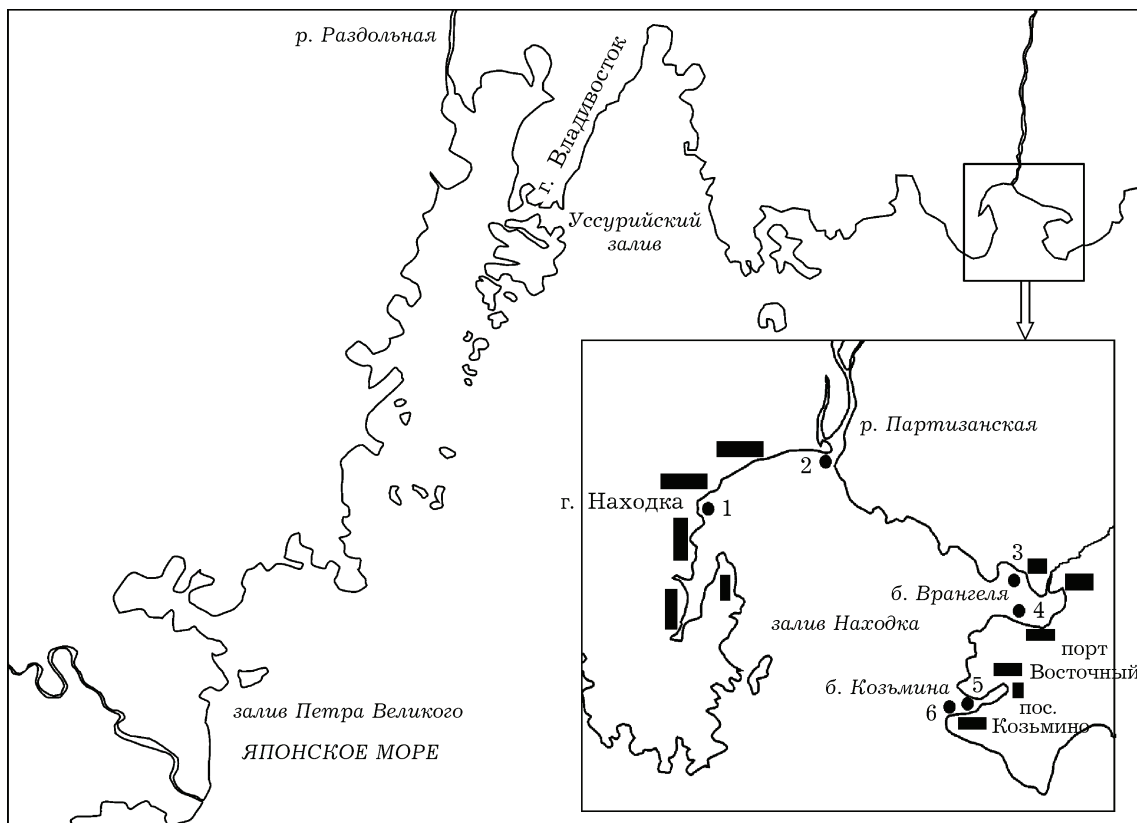 р. Раздольная
г. Владивосток
Уссурийский
залив
р. Партизанская
2
г. Находка
1
3
б. Врангеля
4
залив Находка
порт
Восточный
б. Козьмина
5
6
пос.
Козьмино
залив Петра Великого
ЯПОНСКОЕ МОРЕ